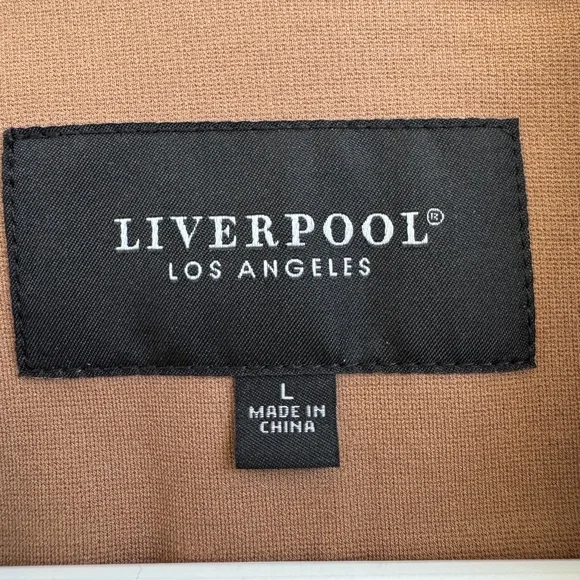 LIVERPOOL®
LOS ANGELES
L
MADE IN
CHINA